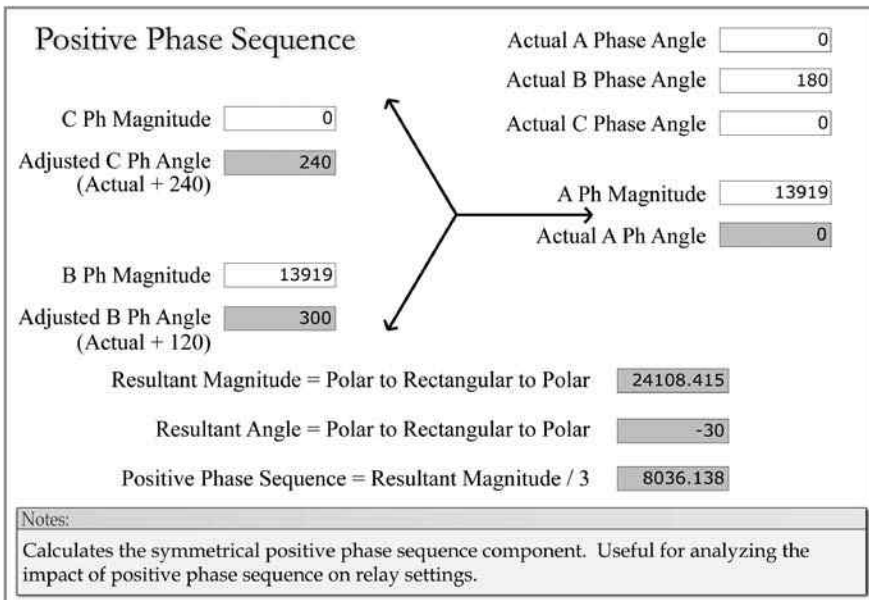 Positive Phase Sequence
Actual A Phase Angle 0
Actual B Phase Angle 180
Actual C Phase Angle 0
C Ph Magnitude 0
Adjusted C Ph Angle 240
(Actual + 240)
A Ph Magnitude 13919
Actual A Ph Angle 0
B Ph Magnitude 13919
Adjusted B Ph Angle 300
(Actual + 120)
Resultant Magnitude = Polar to Rectangular to Polar 24108.415
Resultant Angle = Polar to Rectangular to Polar -30
Positive Phase Sequence = Resultant Magnitude / 3 8036.138
Notes:
Calculates the symmetrical positive phase sequence component. Useful for analyzing the
impact of positive phase sequence on relay settings.